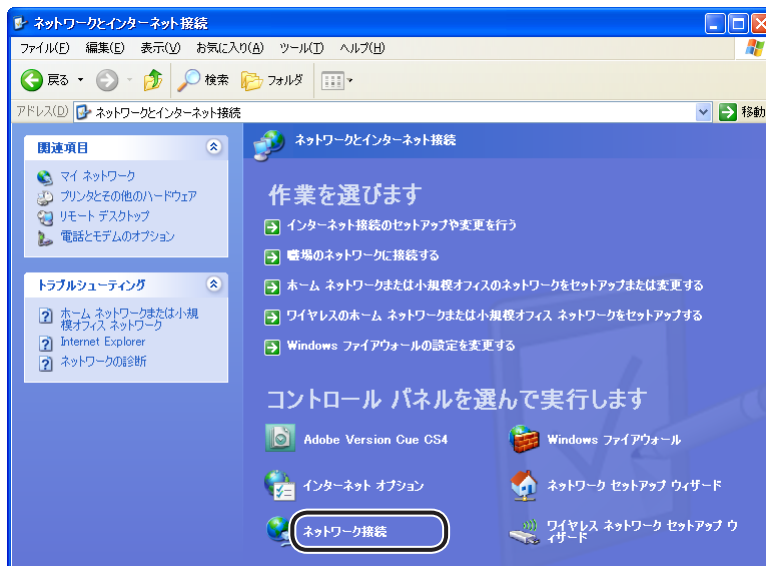 ネットワークとインターネット接続
ファイル(F) 編集(E) 表示(V) お気に入り(A) ツール(T) ヘルプ(H)
戻る 検索 フォルダ
アドレス(D) ネットワークとインターネット接続 移動
関連項目
マイ ネットワーク
プリンタとその他のハードウェア
リモート デスクトップ
電話とモデムのオプション
トラブルシューティング
ホーム ネットワークまたは小規
模オフィス ネットワーク
Internet Explorer
ネットワークの診断
ネットワークとインターネット接続
作業を選びます
インターネット接続のセットアップや変更を行う
職場のネットワークに接続する
ホーム ネットワークまたは小規模オフィスのネットワークをセットアップまたは変更する
ワイヤレスのホーム ネットワークまたは小規模オフィス ネットワークをセットアップする
Windows ファイアウォールの設定を変更する
コントロール パネルを選んで実行します
Adobe Version Cue CS4
Windows ファイアウォール
インターネット オプション
ネットワーク セットアップ ウィザード
ネットワーク接続
ワイヤレス ネットワーク セットアップ ウ
ィザード